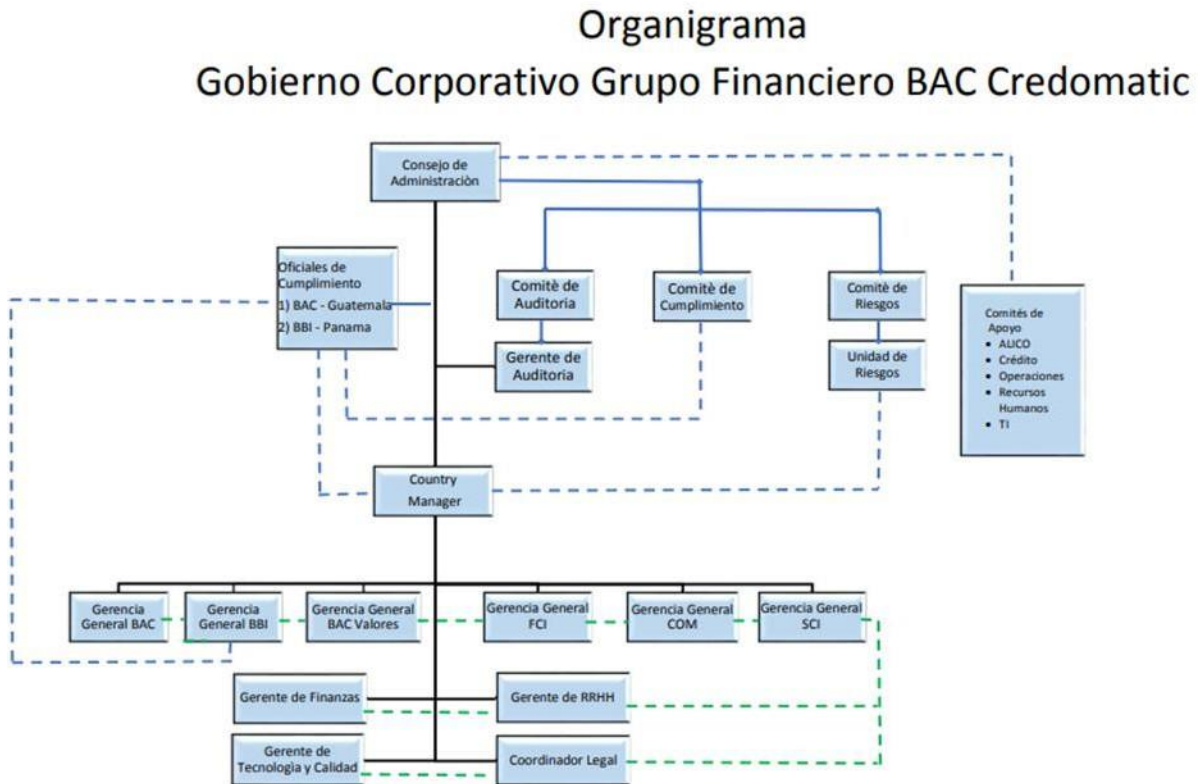 Organigrama
Gobierno Corporativo Grupo Financiero BAC Credomatic
Consejo de
Administraciòn
Oficiales de
Cumplimiento
1) BAC - Guatemala
2) BBI - Panama
Comitè de
Auditoria
Comitè de
Cumplimiento
Comitè de
Riesgos
Comités de
Apoyo
• ALICO
• Crédito
• Operaciones
• Recursos
Humanos
• TI
Gerente de
Auditoria
Unidad de
Riesgos
Country
Manager
Gerencia
General BAC
Gerencia
General BBI
Gerencia General
BAC Valores
Gerencia General
FCI
Gerencia General
COM
Gerencia General
SCI
Gerente de Finanzas
Gerente de RRHH
Gerente de
Tecnologìa y Calidad
Coordinador Legal